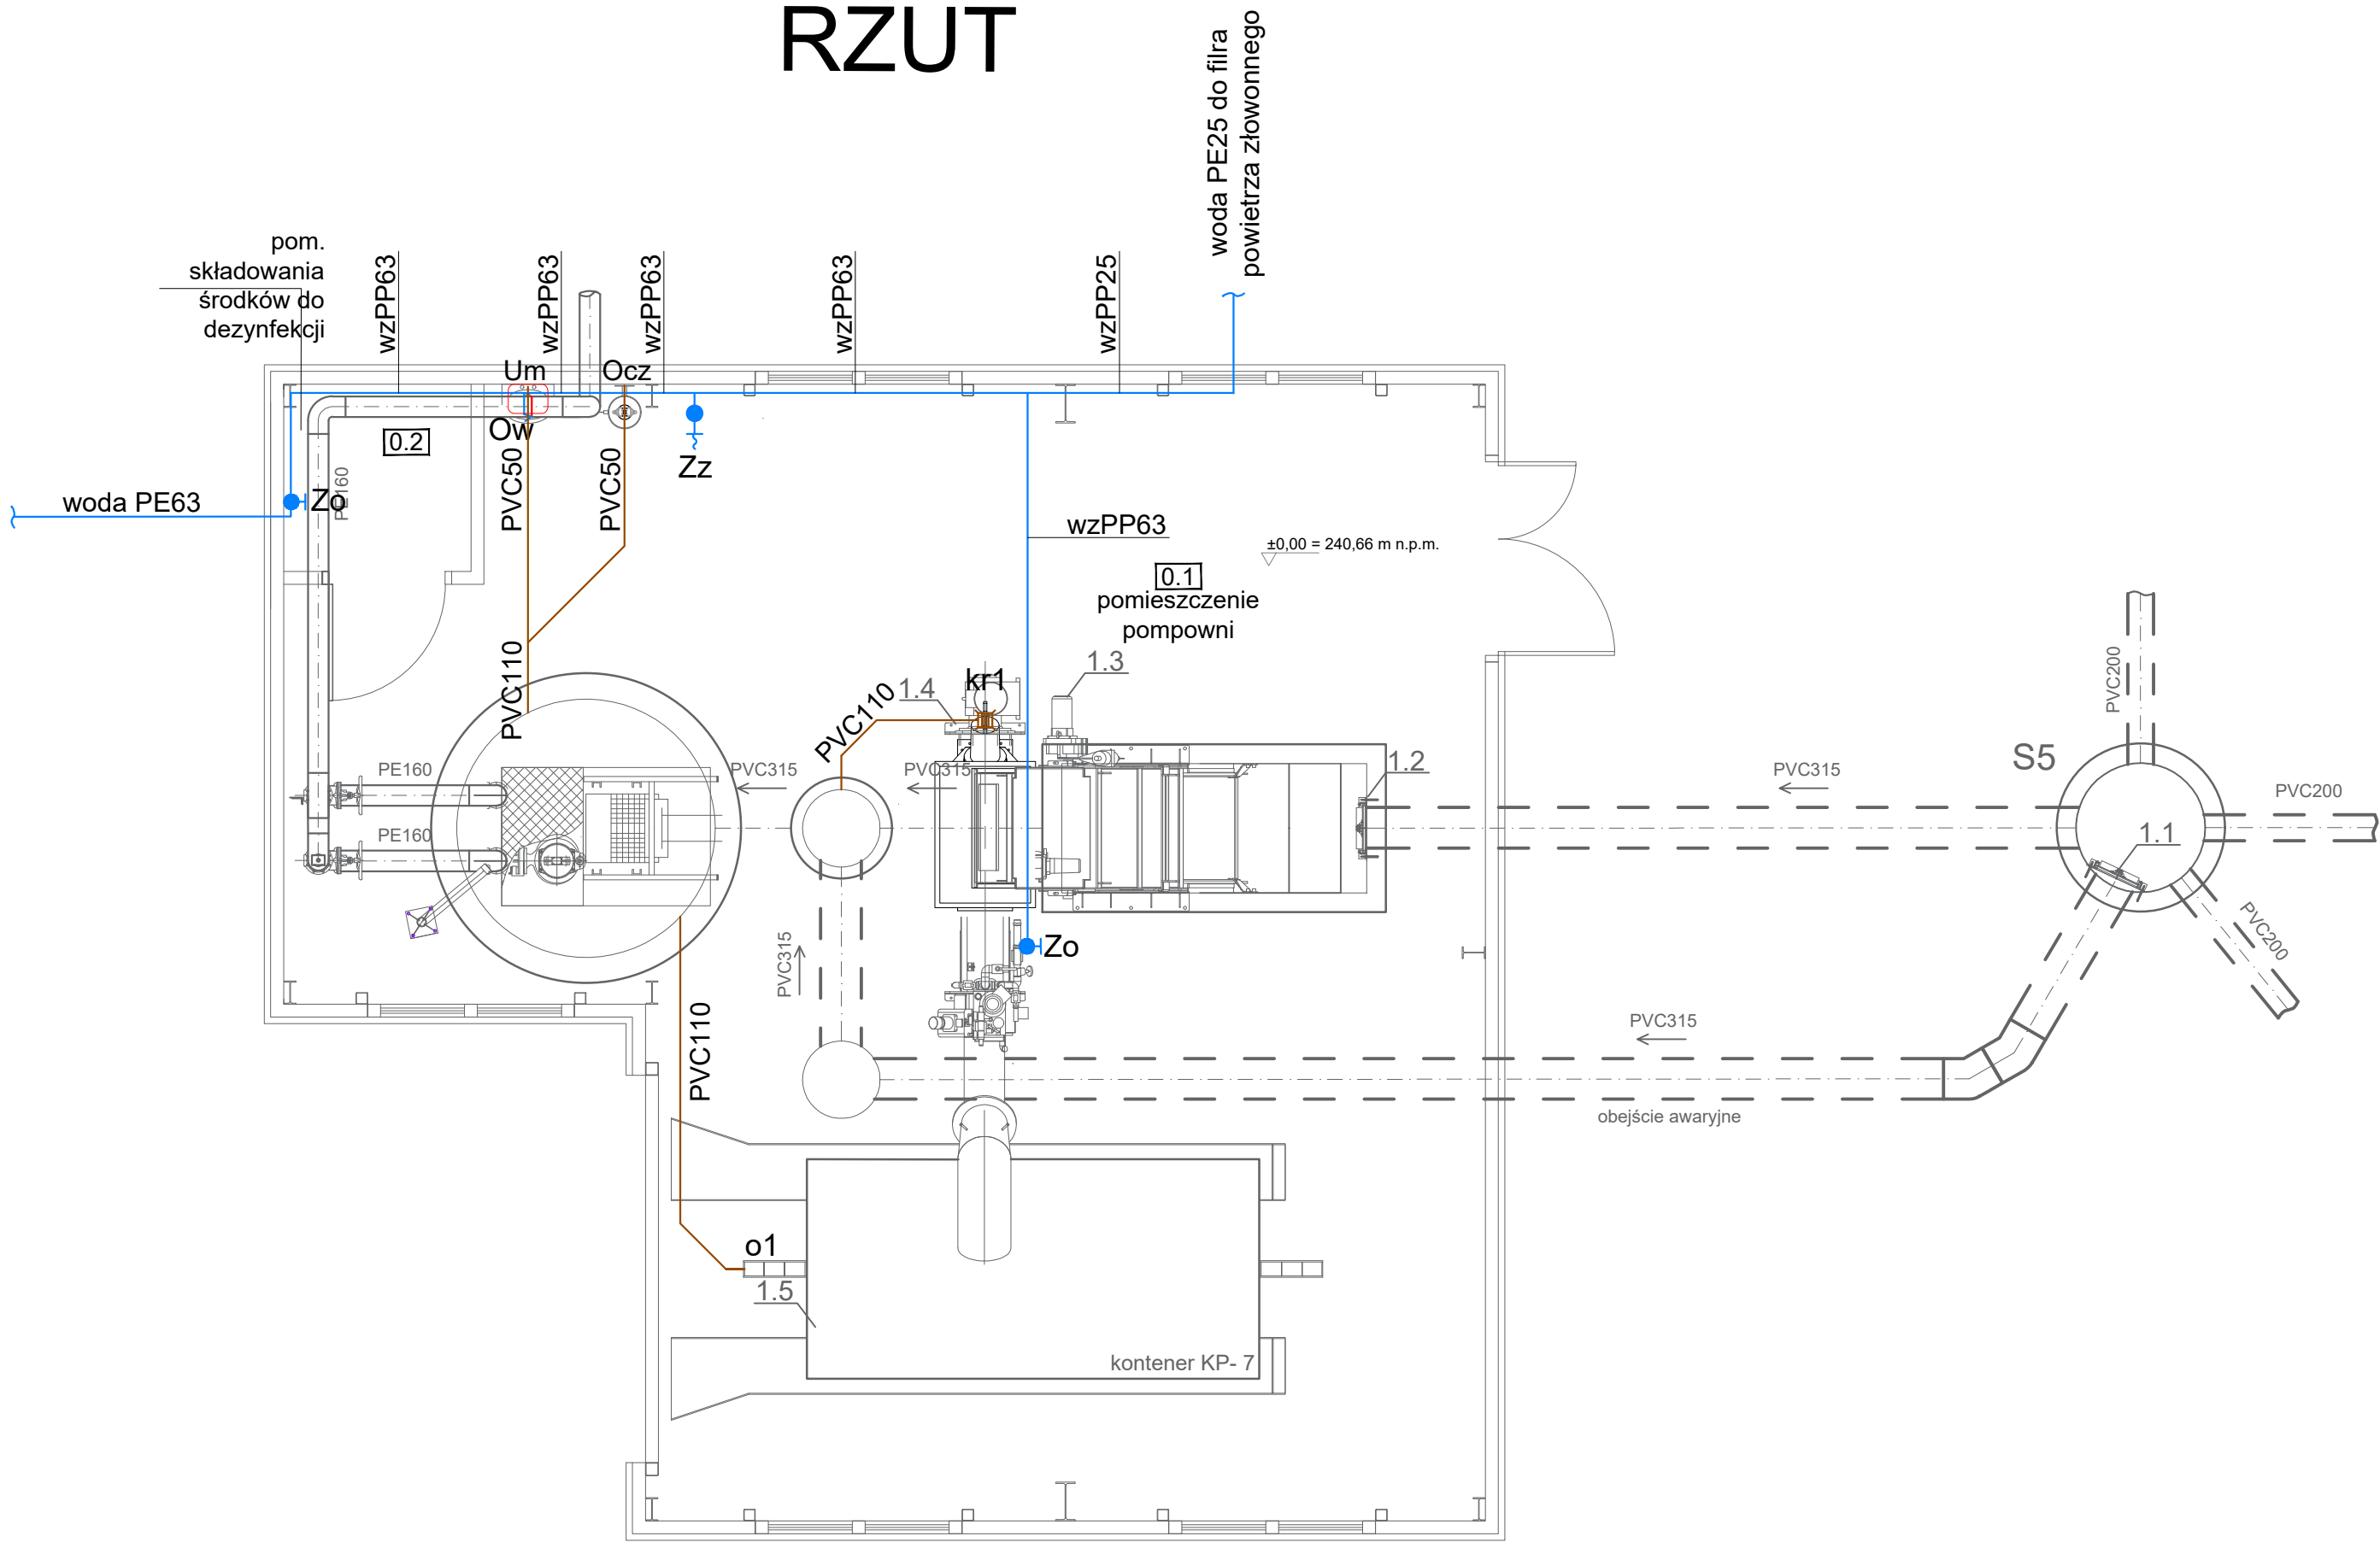 RZUT
woda PE25 do filra
powietrza złowonnego
pom.
składowania
środków do
dezynfekcji
wzPP63
wzPP63
wzPP63
wzPP63
wzPP25
Um
Ocz
Ow
0.2
Zz
PE160
PVC50
PVC50
woda PE63
Zo
wzPP63
±0,00 = 240,66 m n.p.m.
0.1
pomieszczenie
pompowni
PVC110
1.3
kr1
1.4
PVC110
PVC200
S5
1.2
PE160
PVC315
PVC315
PVC315
PVC200
PE160
1.1
PVC200
Zo
PVC315
PVC110
PVC315
obejście awaryjne
o1
1.5
kontener KP- 7